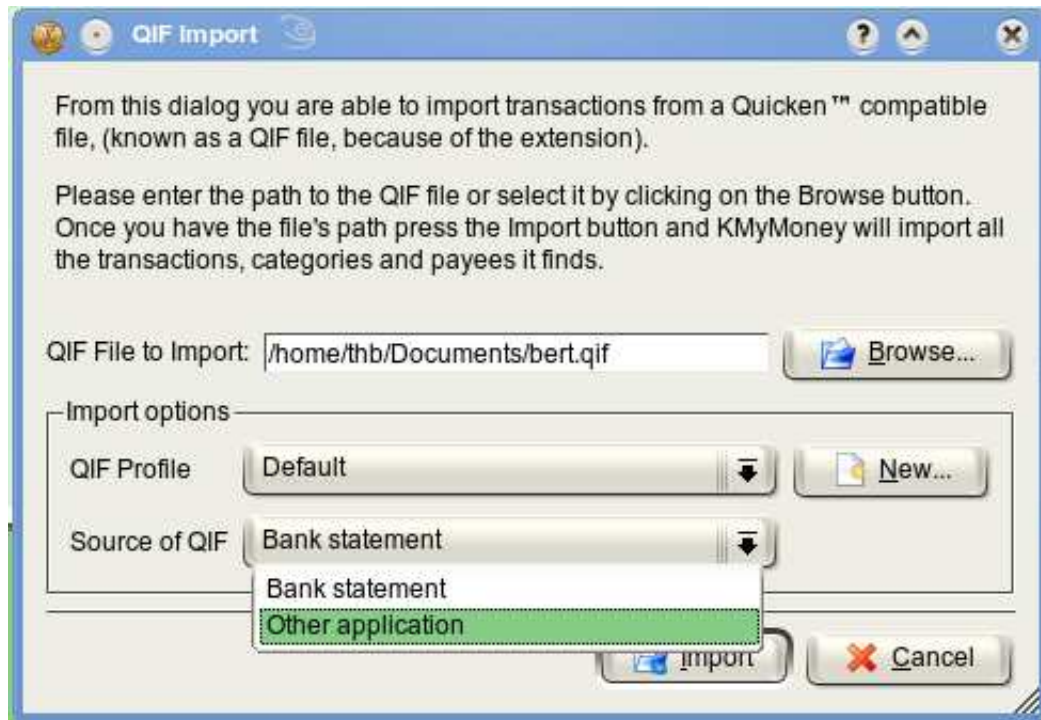 QIF Import
From this dialog you are able to import transactions from a Quicken™ compatible
file, (known as a QIF file, because of the extension).
Please enter the path to the QIF file or select it by clicking on the Browse button.
Once you have the file's path press the Import button and KMyMoney will import all
the transactions, categories and payees it finds.
QIF File to Import: /home/thb/Documents/bert.qif Browse...
Import options
QIF Profile Default New...
Source of QIF Bank statement
Bank statement
Other application
Import Cancel